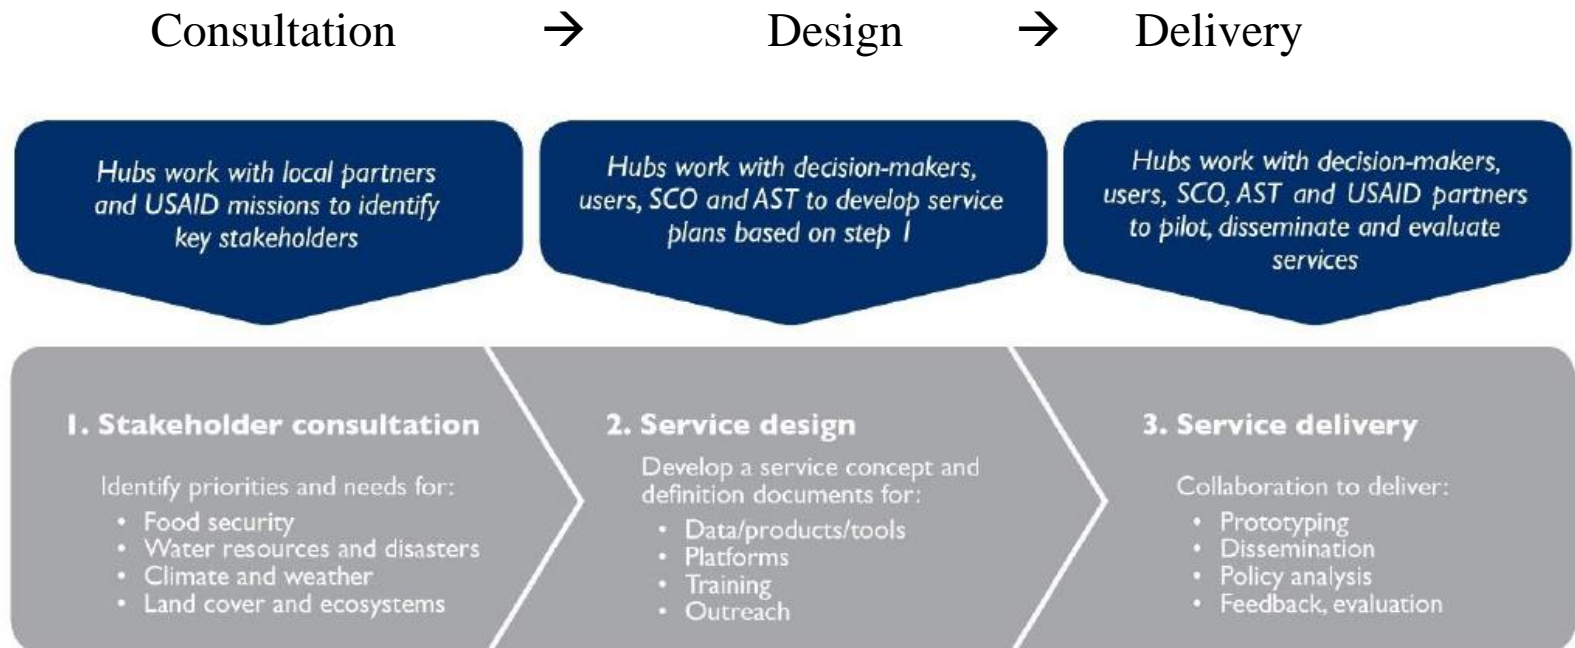 Consultation → Design → Delivery
Hubs work with local partners
and USAID missions to identify
key stakeholders
Hubs work with decision-makers,
users, SCO and AST to develop service
plans based on step 1
Hubs work with decision-makers,
users, SCO, AST and USAID partners
to pilot, disseminate and evaluate
services
1. Stakeholder consultation
Identify priorities and needs for:
• Food security
• Water resources and disasters
• Climate and weather
• Land cover and ecosystems
2. Service design
Develop a service concept and
definition documents for:
• Data/products/tools
• Platforms
• Training
• Outreach
3. Service delivery
Collaboration to deliver:
• Prototyping
• Dissemination
• Policy analysis
• Feedback, evaluation